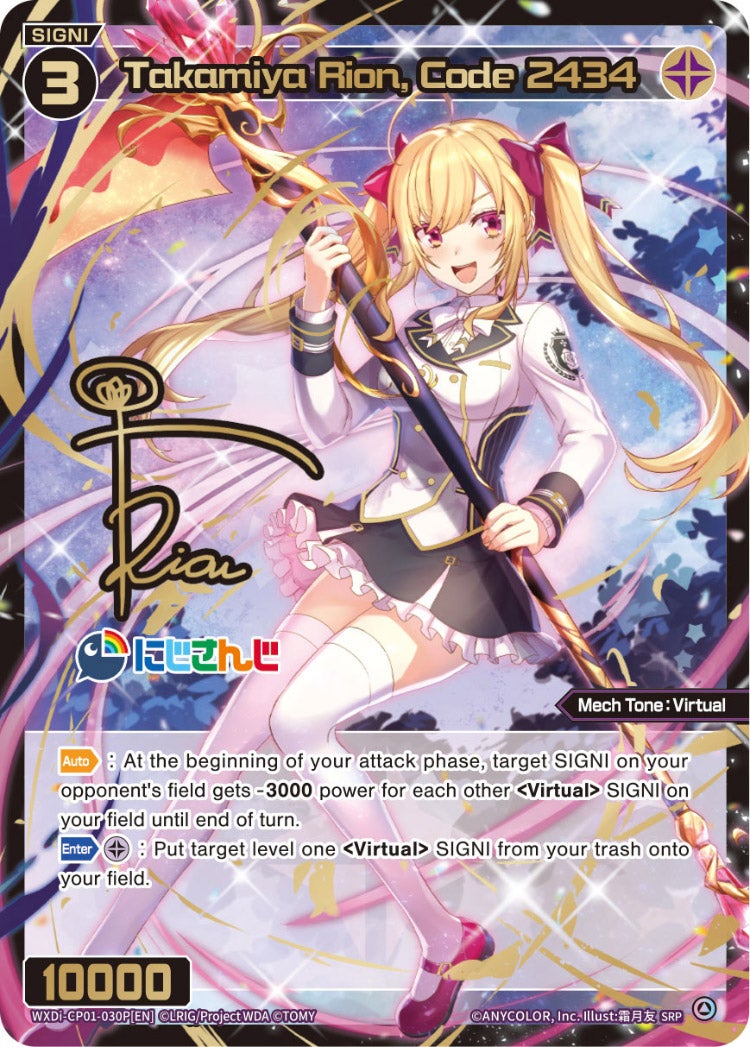 SIGNI
3
Takamiya Rion, Code 2434
Rion
にじさんじ
Mech Tone:Virtual
Auto : At the beginning of your attack phase, target SIGNI on your
opponent's field gets -3000 power for each other <Virtual> SIGNI on
your field until end of turn.
Enter : Put target level one <Virtual> SIGNI from your trash onto
your field.
10000
WXDi-CP01-030P[EN] ©LRIG/Project WDA ©TOMY
©ANYCOLOR, Inc. Illust:霜月友 SRP